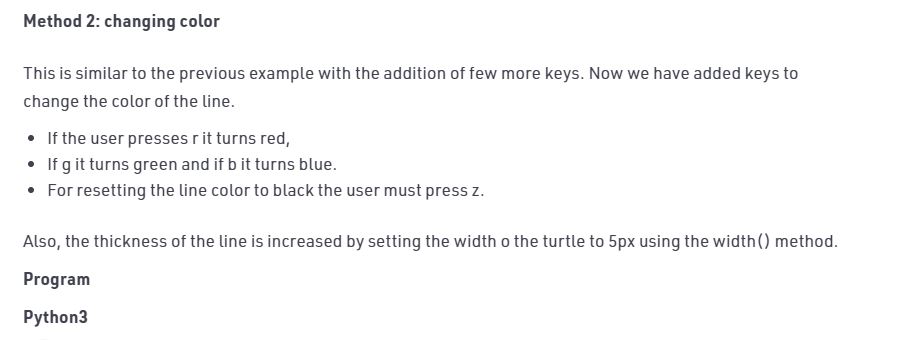 Method 2: changing color
This is similar to the previous example with the addition of few more keys. Now we have added keys to
change the color of the line.
• If the user presses r it turns red,
• If g it turns green and if b it turns blue.
• For resetting the line color to black the user must press z.
Also, the thickness of the line is increased by setting the width o the turtle to 5px using the width() method.
Program
Python3